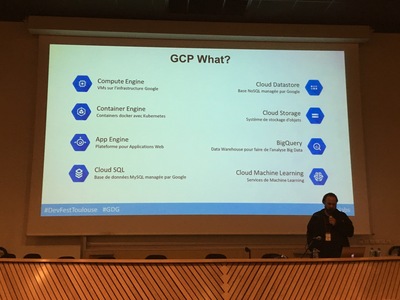 GCP What?
Compute Engine
VMs sur l'infrastructure Google
Container Engine
Containers docker avec Kubernetes
App Engine
Plateforme pour Applications Web
Cloud SQL
Base de données MySQL managée par Google
Cloud Datastore
Base NoSQL managée par Google
Cloud Storage
Système de stockage d'objets
BigQuery
Data Warehouse pour faire de l'analyse Big Data
Cloud Machine Learning
Services de Machine Learning
#DevFestToulouse #GDG